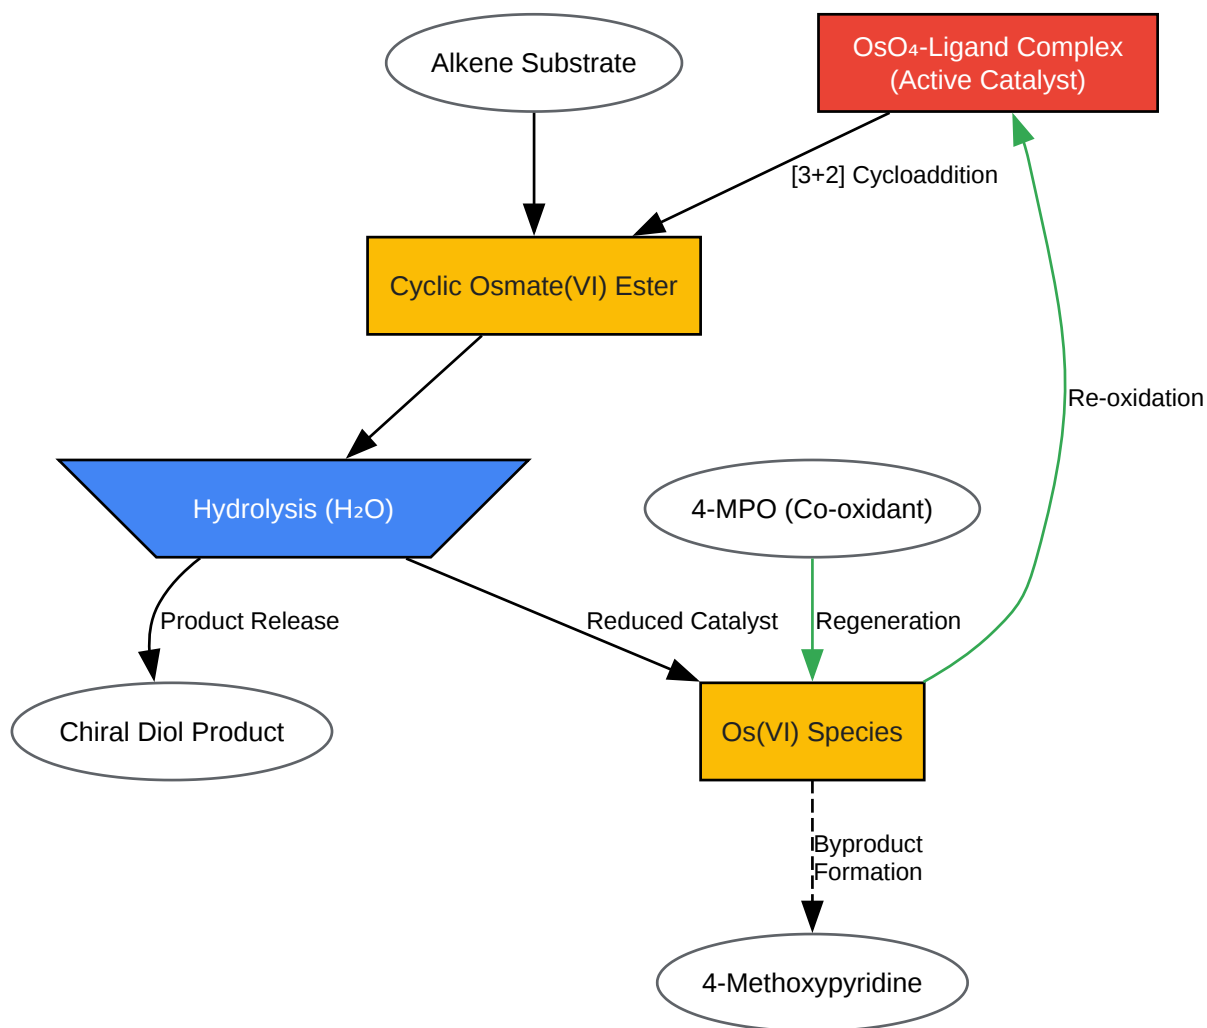 Alkene Substrate
OsO₄-Ligand Complex
(Active Catalyst)
[3+2] Cycloaddition
Cyclic Osmate(VI) Ester
Re-oxidation
Hydrolysis (H₂O)
4-MPO (Co-oxidant)
Product Release
Reduced Catalyst
Regeneration
Chiral Diol Product
Os(VI) Species
Byproduct
Formation
4-Methoxypyridine